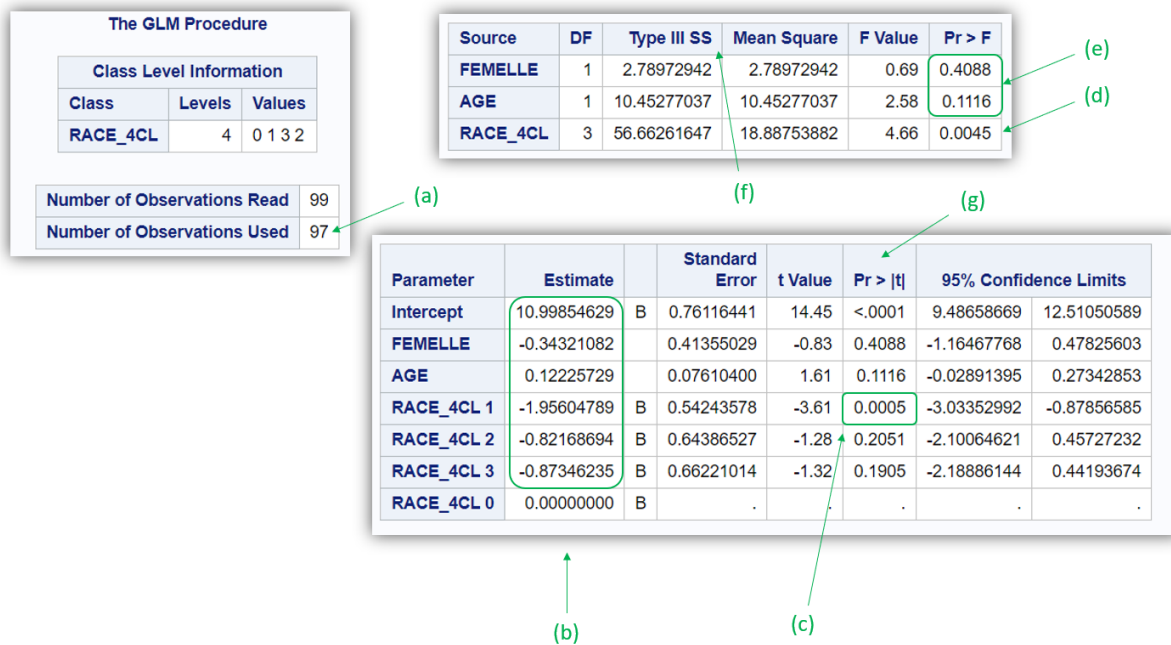 The GLM Procedure
Class Level Information
Class Levels Values
RACE_4CL 4 0 1 3 2
Number of Observations Read 99
Number of Observations Used 97
(a)
Source DF Type III SS Mean Square F Value Pr > F
FEMELLE 1 2.78972942 2.78972942 0.69 0.4088
AGE 1 10.45277037 10.45277037 2.58 0.1116
RACE_4CL 3 56.66261647 18.88753882 4.66 0.0045
(e)
(d)
(f)
(g)
Parameter Estimate Standard Error t Value Pr > |t| 95% Confidence Limits
Intercept 10.99854629 B 0.76116441 14.45 <.0001 9.48658669 12.51050589
FEMELLE -0.34321082 0.41355029 -0.83 0.4088 -1.16467768 0.47825603
AGE 0.12225729 0.07610400 1.61 0.1116 -0.02891395 0.27342853
RACE_4CL 1 -1.95604789 B 0.54243578 -3.61 0.0005 -3.03352992 -0.87856585
RACE_4CL 2 -0.82168694 B 0.64386527 -1.28 0.2051 -2.10064621 0.45727232
RACE_4CL 3 -0.87346235 B 0.66221014 -1.32 0.1905 -2.18886144 0.44193674
RACE_4CL 0 0.00000000 B . . . . .
(b)
(c)